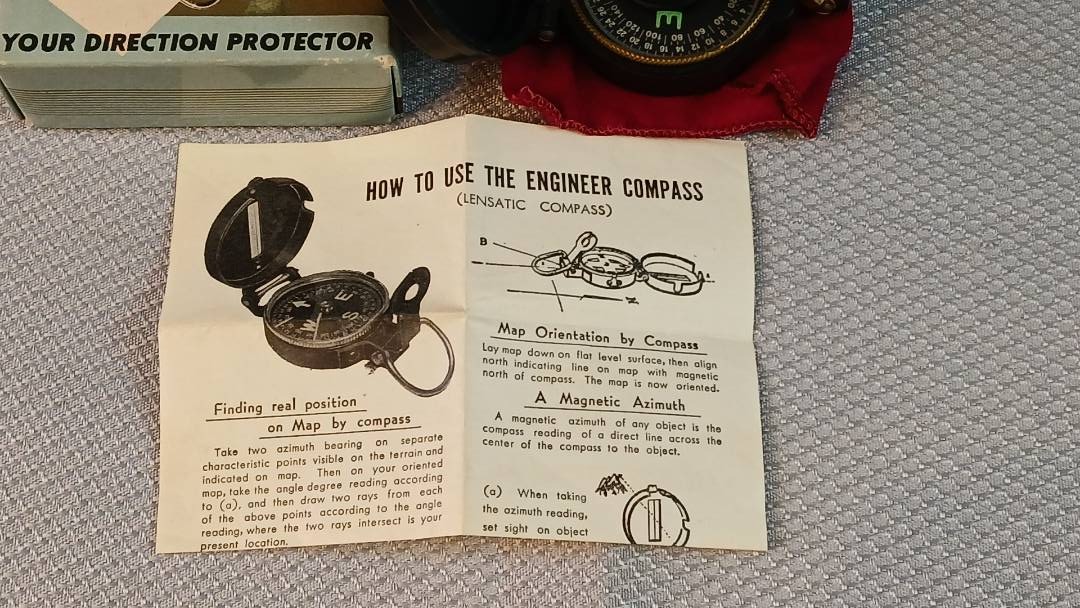 YOUR DIRECTION PROTECTOR
E
HOW TO USE THE ENGINEER COMPASS
(LENSATIC COMPASS)
B
Finding real position
on Map by compass
Take two azimuth bearing on separate
characteristic points visible on the terrain and
indicated on map. Then on your oriented
map, take the angle degree reading according
to (a), and then draw two rays from each
of the above points according to the angle
reading, where the two rays intersect is your
present location.
Map Orientation by Compass
Lay map down on flat level surface, then align
north indicating line on map with magnetic
north of compass. The map is now oriented.
A Magnetic Azimuth
A magnetic azimuth of any object is the
compass reading of a direct line across the
center of the compass to the object.
(a) When taking
the azimuth reading,
set sight on object